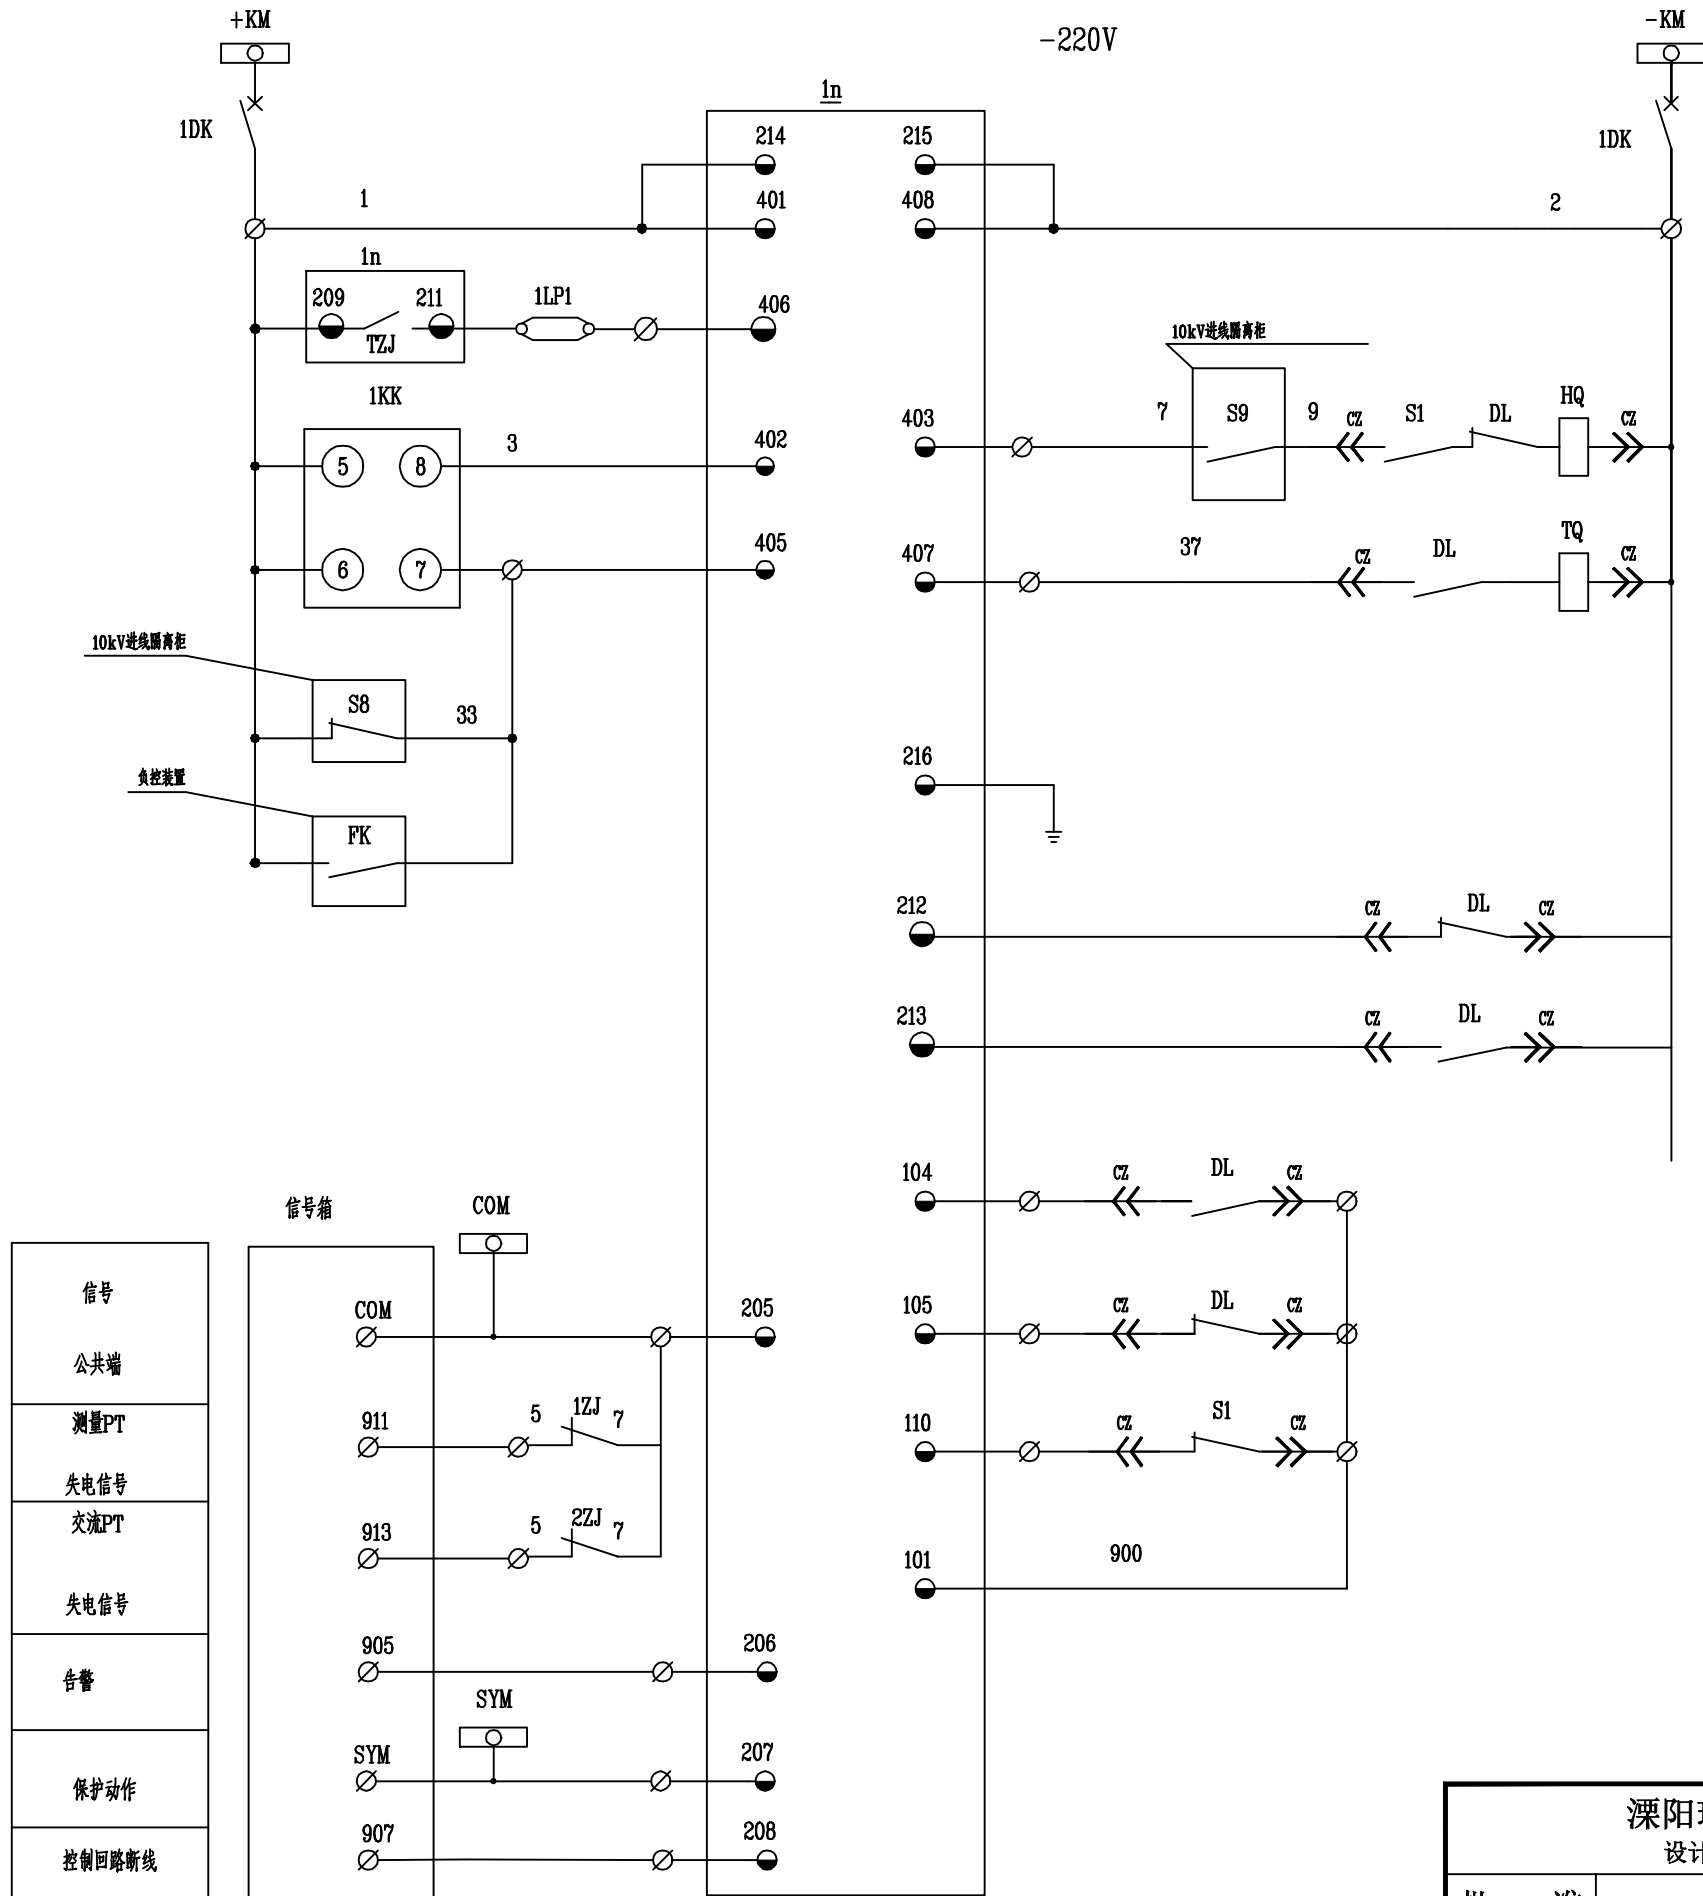 +KM
-KM
-220V
1n
1DK
1DK
214
215
1
401
408
2
1n
209
211
TZJ
1LP1
406
10kV进线隔离柜
1KK
403
7
S9
9
CZ
S1
DL
HQ
CZ
5
8
3
402
6
7
405
407
37
CZ
DL
TQ
CZ
10kV进线隔离柜
S8
33
216
负控装置
FK
212
CZ
DL
CZ
213
CZ
DL
CZ
104
CZ
DL
CZ
信号箱
COM
信号
公共端
COM
205
105
CZ
DL
CZ
测量PT
失电信号
911
5
1ZJ
7
110
CZ
S1
CZ
交流PT
失电信号
913
5
2ZJ
7
101
900
告警
905
206
SYM
保护动作
SYM
207
控制回路断线
907
208
溧阳
设计